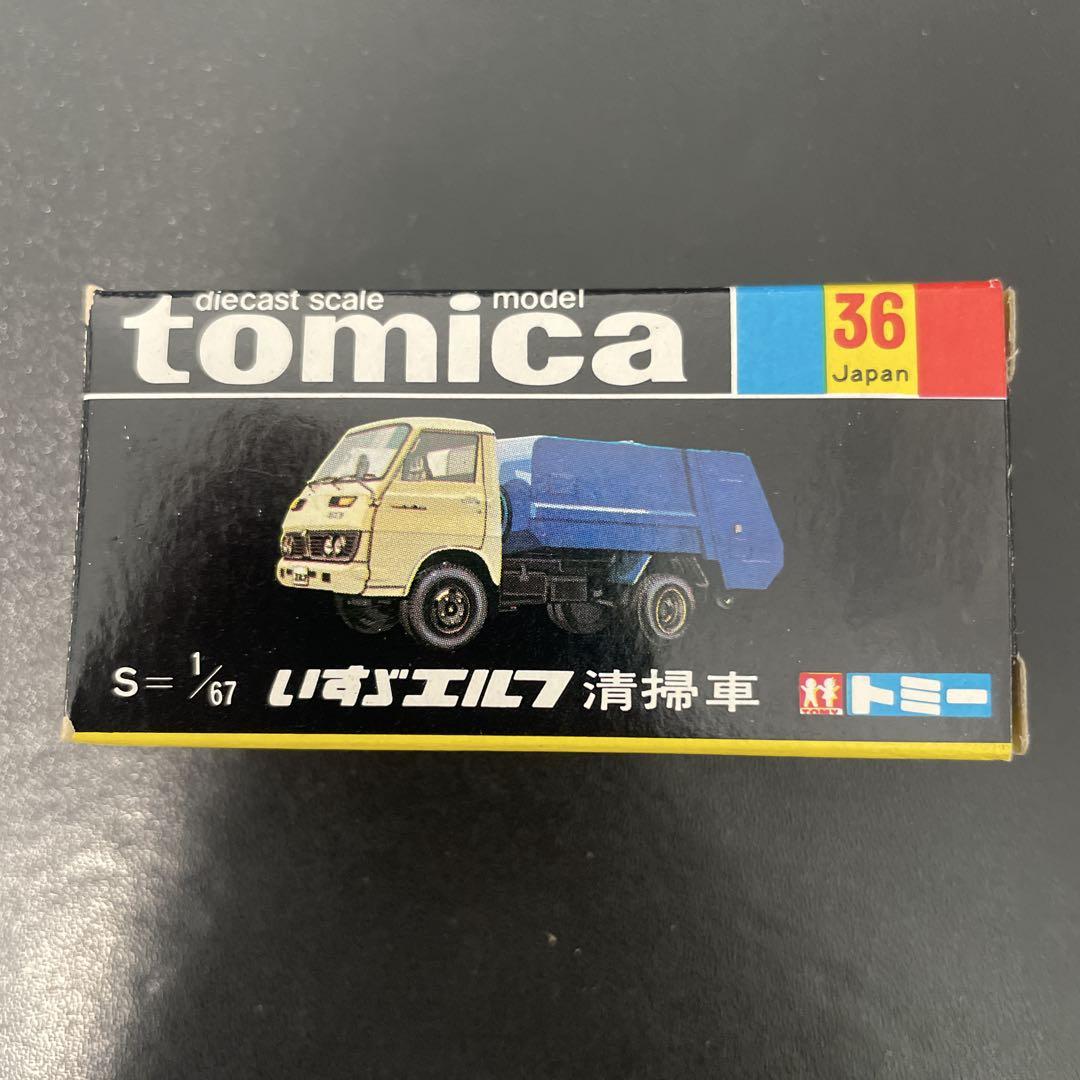 diecast scale model
tomica
36
Japan
S=1/67 いすゞエルフ 清掃車
TOMY トミー